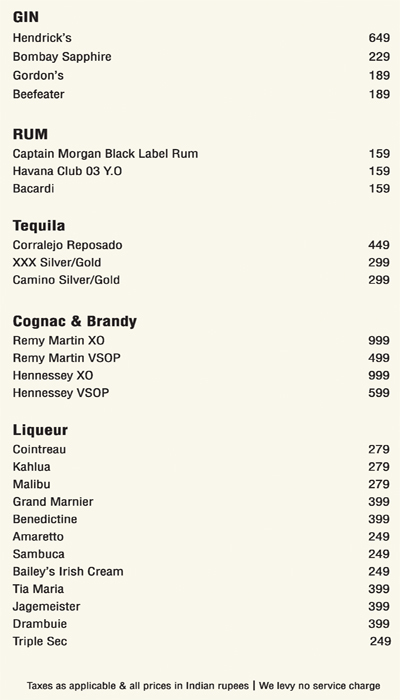 GIN
Hendrick's 649
Bombay Sapphire 229
Gordon's 189
Beefeater 189
RUM
Captain Morgan Black Label Rum 159
Havana Club 03 Y.O 159
Bacardi 159
Tequila
Corralejo Reposado 449
XXX Silver/Gold 299
Camino Silver/Gold 299
Cognac & Brandy
Remy Martin XO 999
Remy Martin VSOP 499
Hennessey XO 999
Hennessey VSOP 599
Liqueur
Cointreau 279
Kahlua 279
Malibu 279
Grand Marnier 399
Benedictine 399
Amaretto 249
Sambuca 249
Bailey's Irish Cream 249
Tia Maria 399
Jagemeister 399
Drambuie 399
Triple Sec 249
Taxes as applicable & all prices in Indian rupees | We levy no service charge